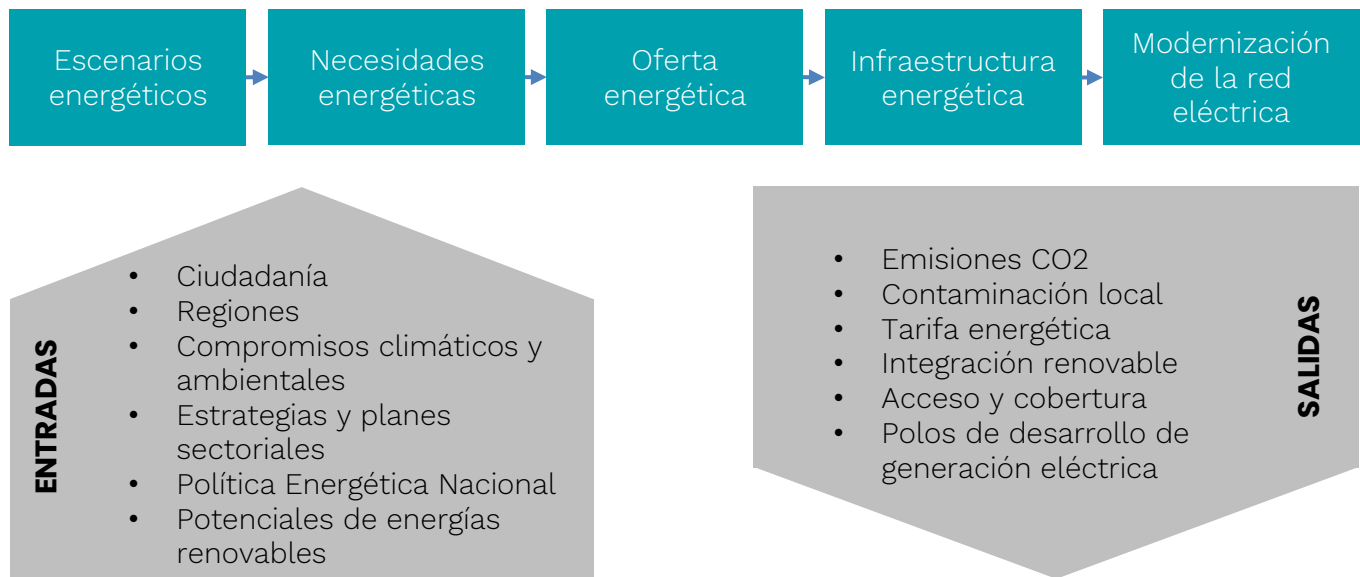 Escenarios
energéticos
Necesidades
energéticas
Oferta
energética
Infraestructura
energética
Modernización
de la red
eléctrica
ENTRADAS
• Ciudadanía
• Regiones
• Compromisos climáticos y
ambientales
• Estrategias y planes
sectoriales
• Política Energética Nacional
• Potenciales de energías
renovables
• Emisiones CO2
• Contaminación local
• Tarifa energética
• Integración renovable
• Acceso y cobertura
• Polos de desarrollo de
generación eléctrica
SALIDAS